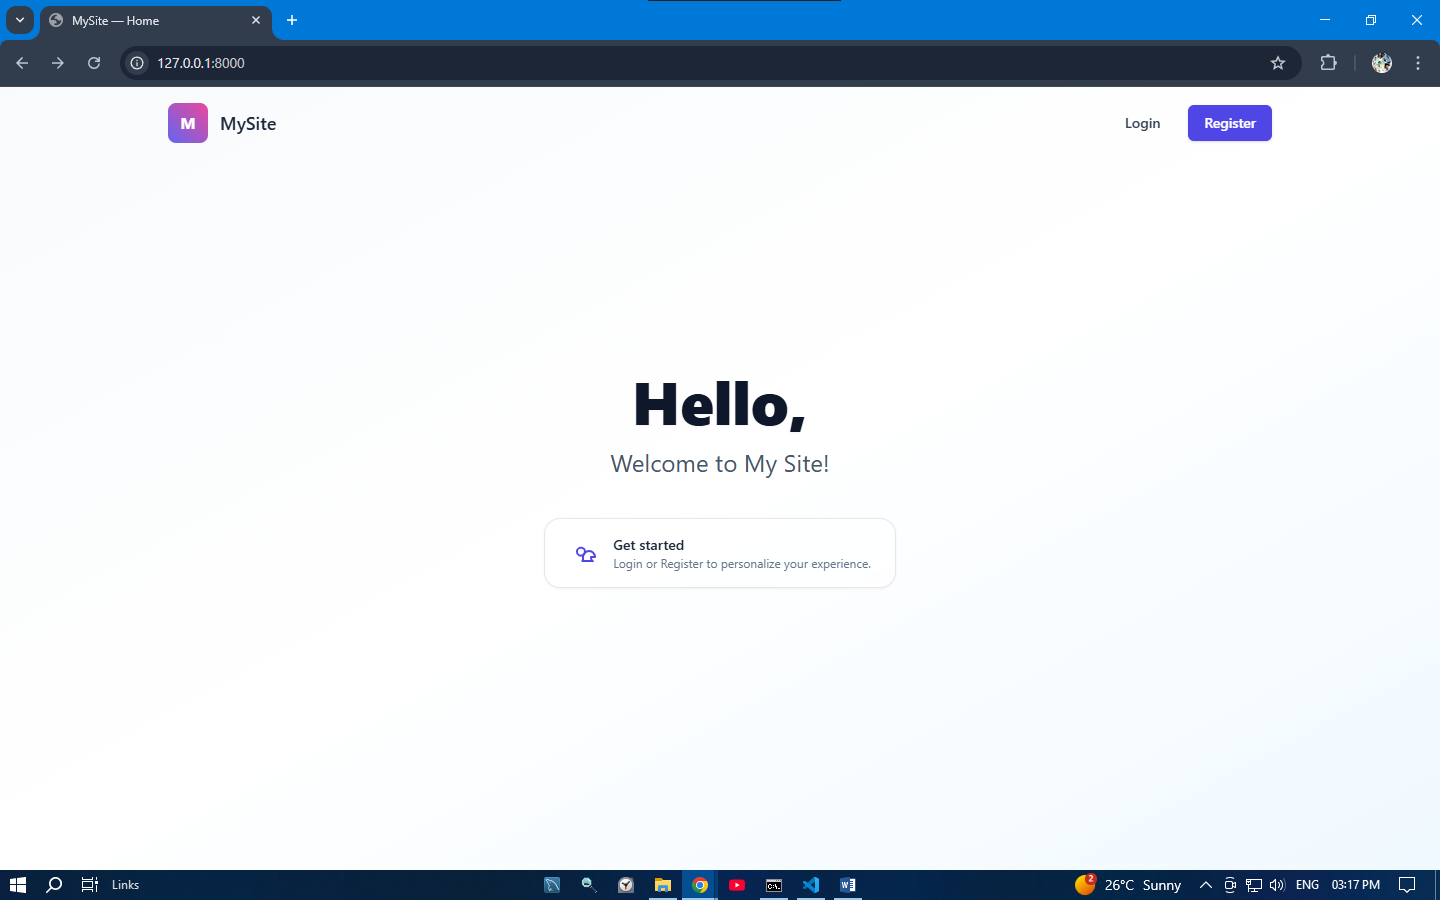 MySite — Home
127.0.0.1:8000
M
MySite
Login
Register
Hello,
Welcome to My Site!
Get started
Login or Register to personalize your experience.
Links
2
26°C Sunny
ENG
03:17 PM